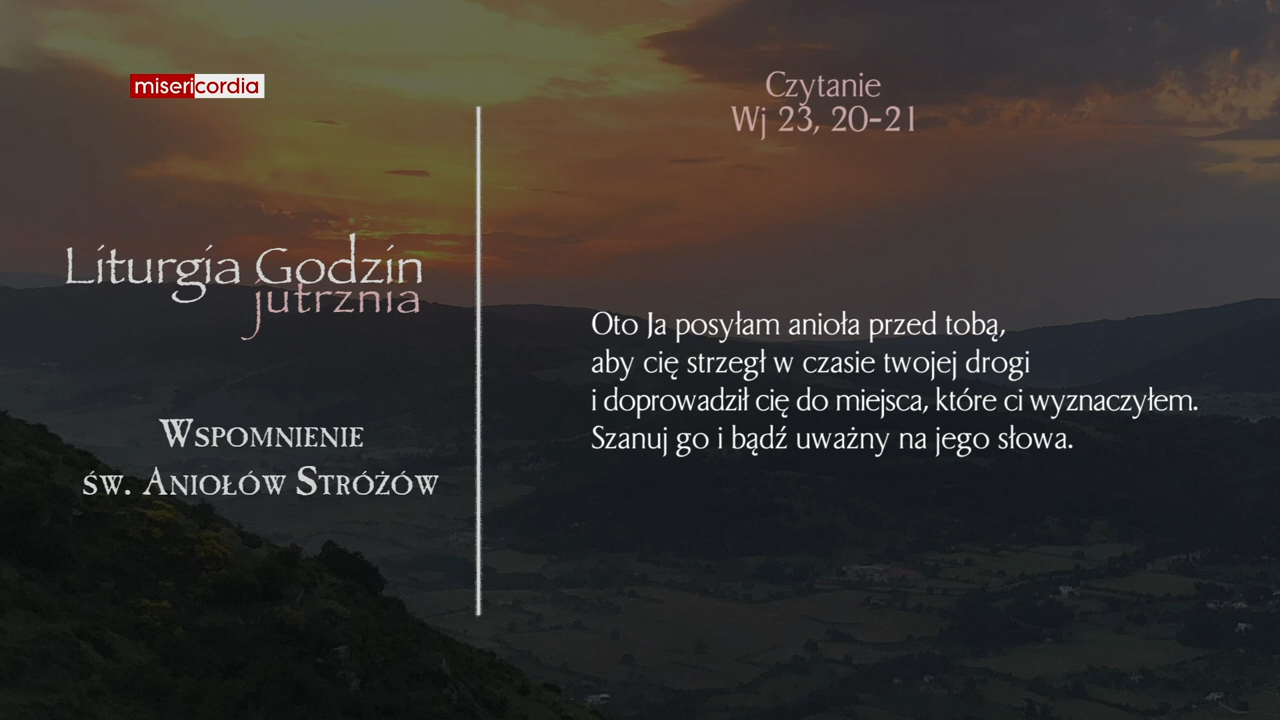 misericordia
Liturgia Godzin
jutrznia
Wspomnienie
św. Aniołów Stróżów
Czytanie
Wj 23, 20-21
Oto Ja posyłam anioła przed tobą,
aby cię strzegł w czasie twojej drogi
i doprowadził cię do miejsca, które ci wyznaczyłem.
Szanuj go i bądź uważny na jego słowa.